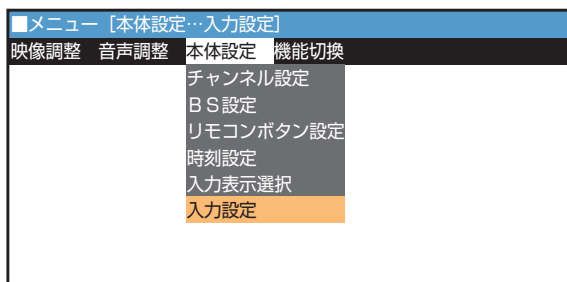 ■メニュー［本体設定…入力設定］
映像調整 音声調整 本体設定 機能切換
チャンネル設定
ＢＳ設定
リモコンボタン設定
時刻設定
入力表示選択
入力設定